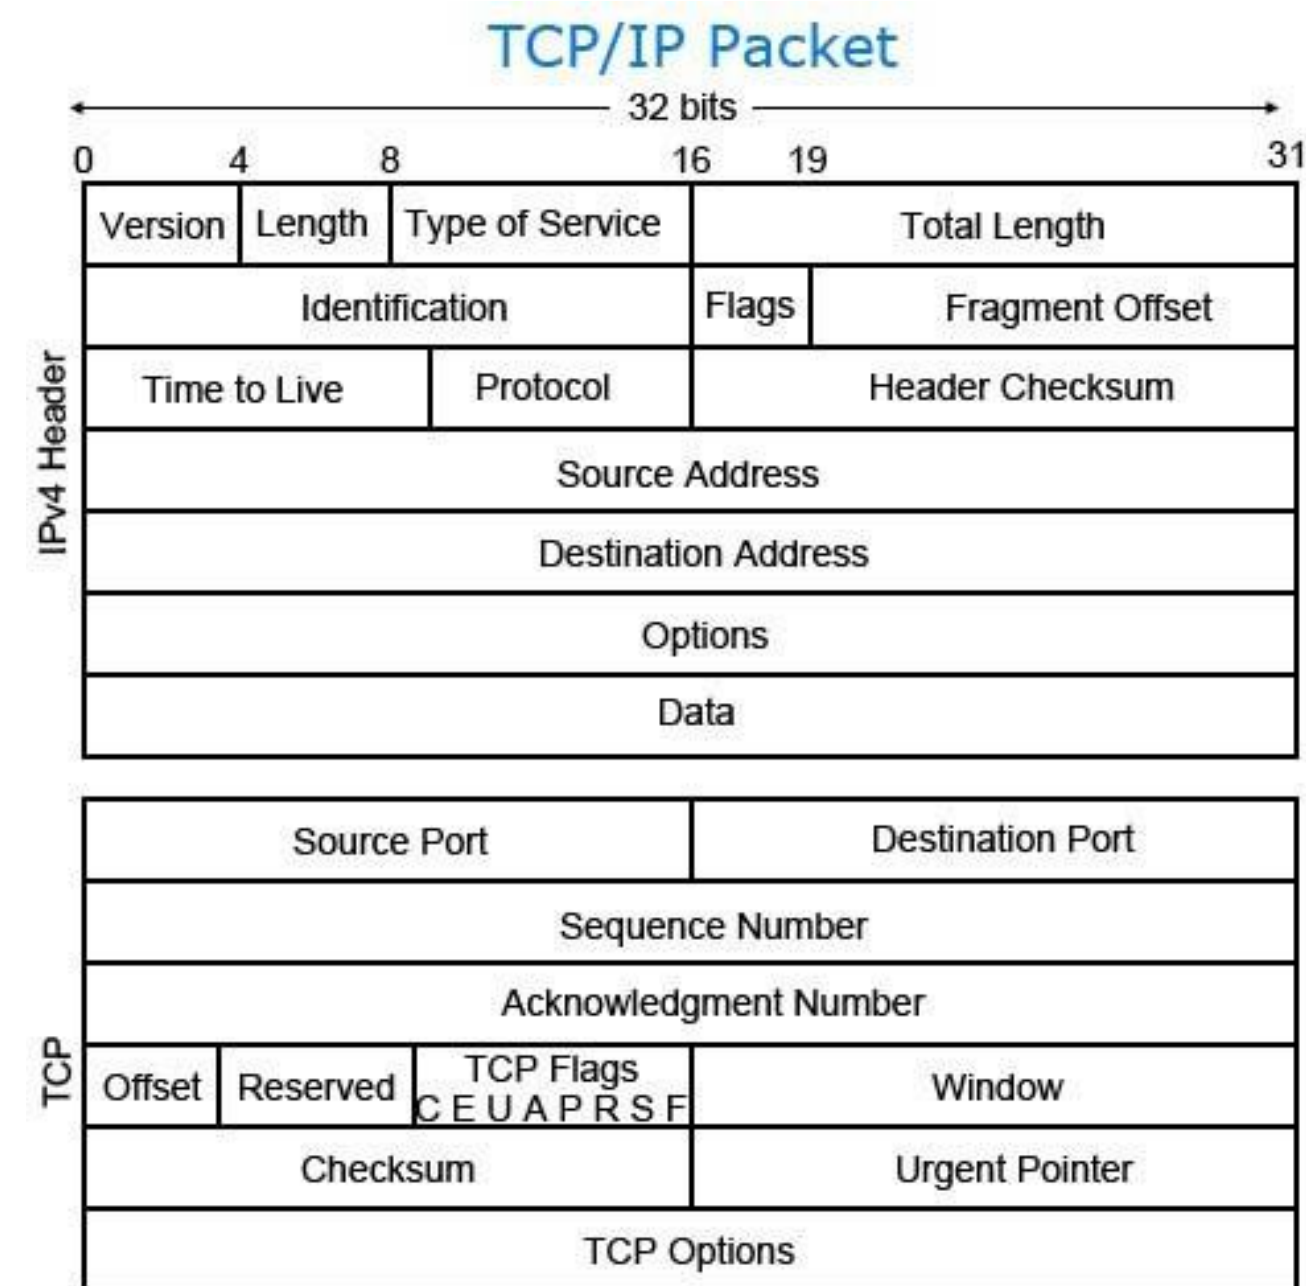 TCP/IP Packet
32 bits
0 4 8 16 19 31
Version Length Type of Service Total Length
Identification Flags Fragment Offset
Time to Live Protocol Header Checksum
Source Address
Destination Address
Options
Data
IPv4 Header
Source Port Destination Port
Sequence Number
Acknowledgment Number
Offset Reserved TCP Flags Window
C E U A P R S F
Checksum Urgent Pointer
TCP Options
TCP